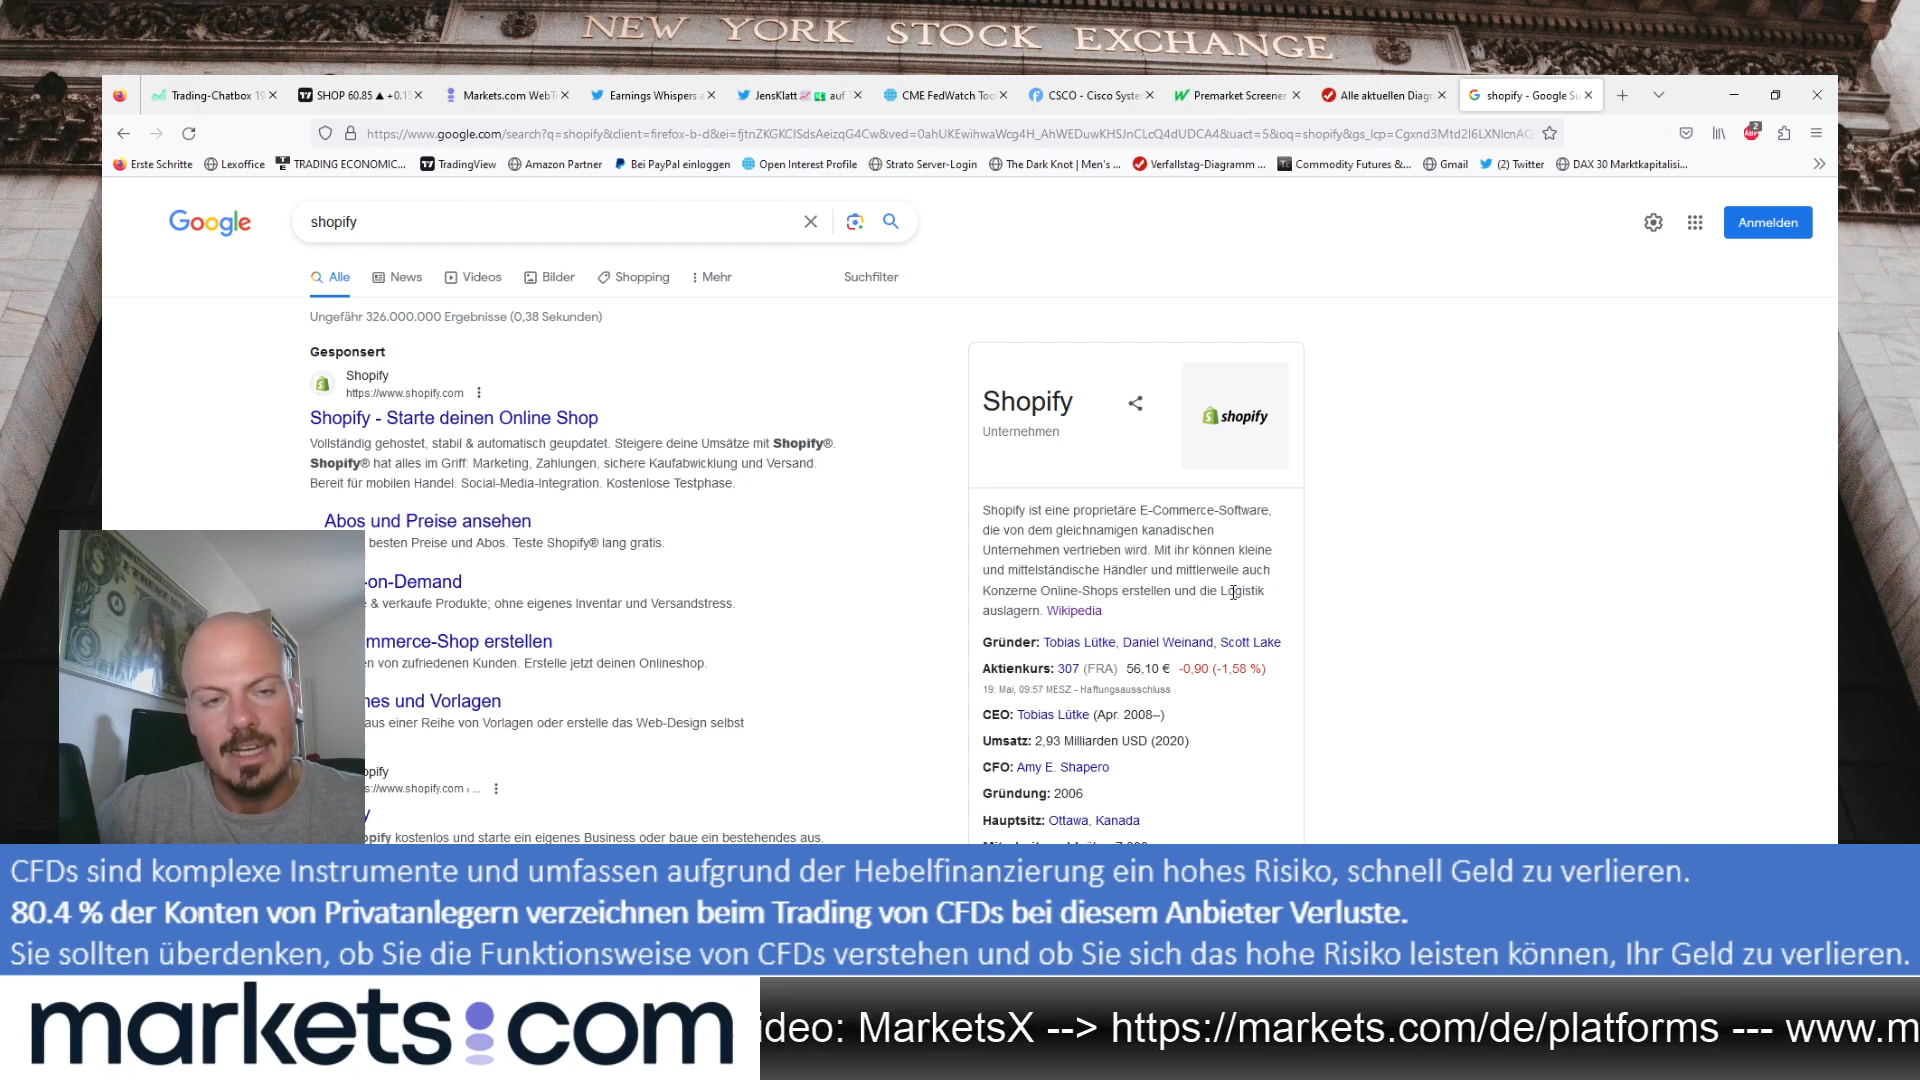 NEW YORK STOCK EXCHANGE
Trading-Chatbox 19
SHOP 60.85 ▲ +0.15
Markets.com WebTr
Earnings Whispers a
JensKlatt auf
CME FedWatch Too
CSCO - Cisco Syste
Premarket Screener
Alle aktuellen Diagr
shopify - Google Su
https://www.google.com/search?q=shopify&client=firefox-b-d&ei=
Erste Schritte
Lexoffice
TRADING ECONOMIC...
TradingView
Amazon Partner
Bei PayPal einloggen
Open Interest Profile
Strato Server-Login
The Dark Knot | Men's ...
Verfallstag-Diagramm ...
Commodity Futures &...
Gmail
(2) Twitter
DAX 30 Marktkapitalisi...
Google
shopify
Anmelden
Alle
News
Videos
Bilder
Shopping
Mehr
Suchfilter
Ungefähr 326.000.000 Ergebnisse (0,38 Sekunden)
Gesponsert
Shopify
https://www.shopify.com
Shopify - Starte deinen Online Shop
Vollständig gehostet, stabil & automatisch geupdatet. Steigere deine Umsätze mit Shopify®.
Shopify® hat alles im Griff: Marketing, Zahlungen, sichere Kaufabwicklung und Versand.
Bereit für mobilen Handel. Social-Media-Integration. Kostenlose Testphase.
Abos und Preise ansehen
besten Preise und Abos. Teste Shopify® lang gratis.
-on-Demand
& verkaufe Produkte; ohne eigenes Inventar und Versandstress.
mmerce-Shop erstellen
n von zufriedenen Kunden. Erstelle jetzt deinen Onlineshop.
nes und Vorlagen
aus einer Reihe von Vorlagen oder erstelle das Web-Design selbst
opify
s://www.shopify.com › ...
y
opify kostenlos und starte ein eigenes Business oder baue ein bestehendes aus.
Shopify
Unternehmen
shopify
Shopify ist eine proprietäre E-Commerce-Software,
die von dem gleichnamigen kanadischen
Unternehmen vertrieben wird. Mit ihr können kleine
und mittelständische Händler und mittlerweile auch
Konzerne Online-Shops erstellen und die Logistik
auslagern. Wikipedia
Gründer: Tobias Lütke, Daniel Weinand, Scott Lake
Aktienkurs: 307 (FRA) 56,10 € -0,90 (-1,58 %)
19. Mai, 09:57 MESZ - Haftungsausschluss
CEO: Tobias Lütke (Apr. 2008–)
Umsatz: 2,93 Milliarden USD (2020)
CFO: Amy E. Shapero
Gründung: 2006
Hauptsitz: Ottawa, Kanada
CFDs sind komplexe Instrumente und umfassen aufgrund der Hebelfinanzierung ein hohes Risiko, schnell Geld zu verlieren.
80.4 % der Konten von Privatanlegern verzeichnen beim Trading von CFDs bei diesem Anbieter Verluste.
Sie sollten überdenken, ob Sie die Funktionsweise von CFDs verstehen und ob Sie sich das hohe Risiko leisten können, Ihr Geld zu verlieren.
markets.com
ideo: MarketsX --> https://markets.com/de/platforms --- www.m